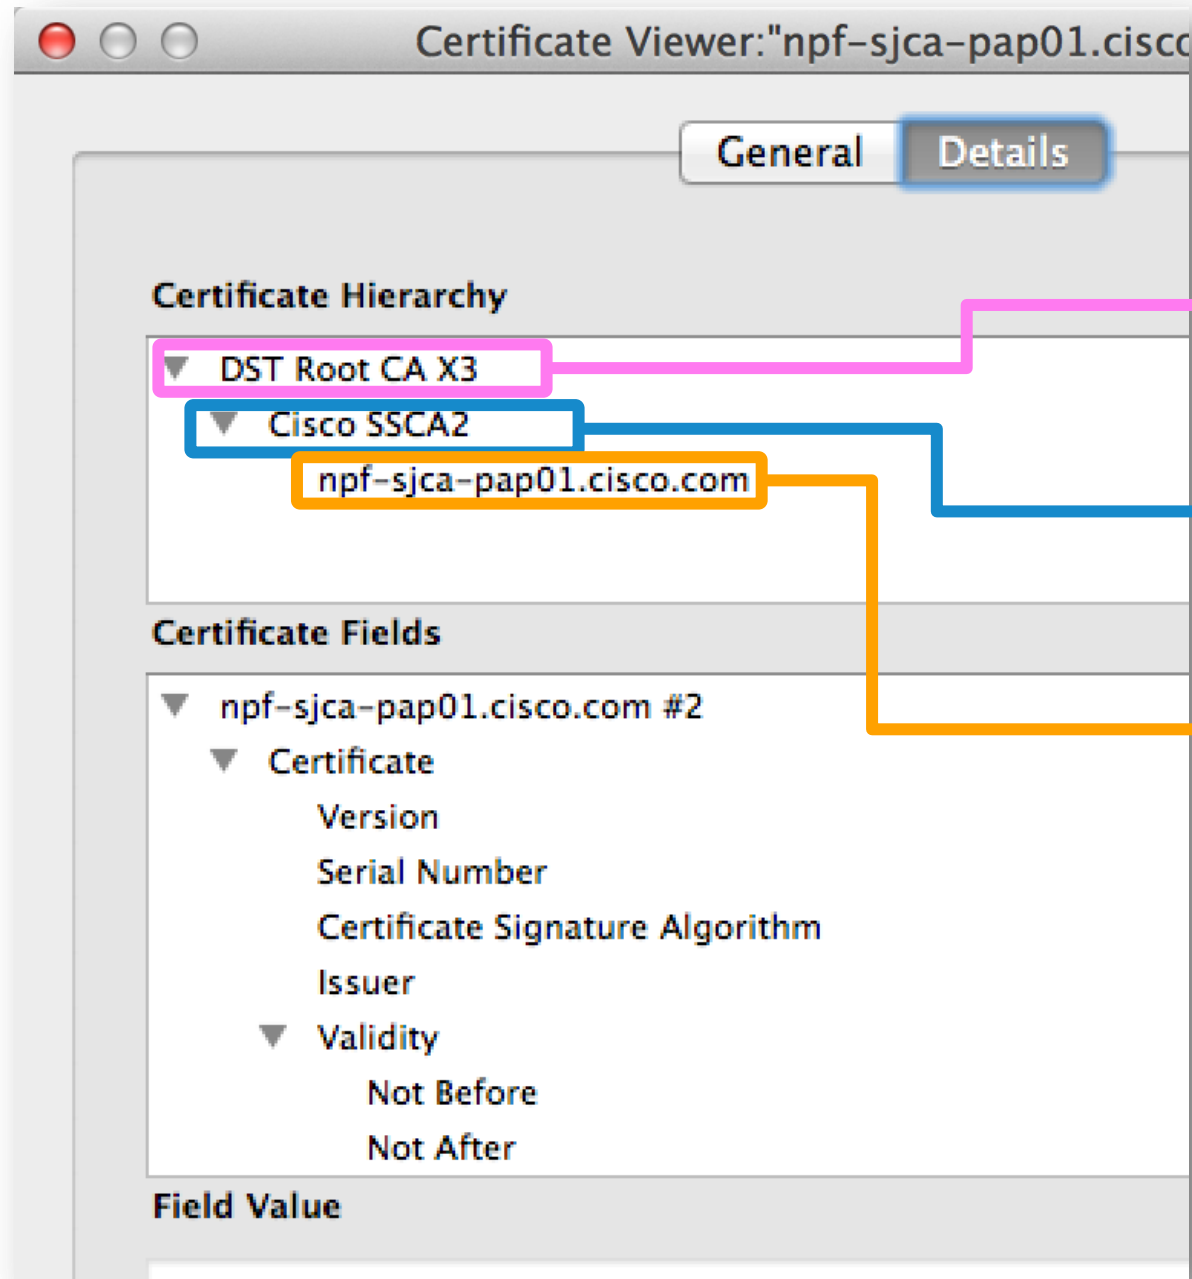 Certificate Viewer:"npf-sjca-pap01.cisco
General Details
Certificate Hierarchy
DST Root CA X3
Cisco SSCA2
npf-sjca-pap01.cisco.com
Certificate Fields
npf-sjca-pap01.cisco.com #2
Certificate
Version
Serial Number
Certificate Signature Algorithm
Issuer
Validity
Not Before
Not After
Field Value